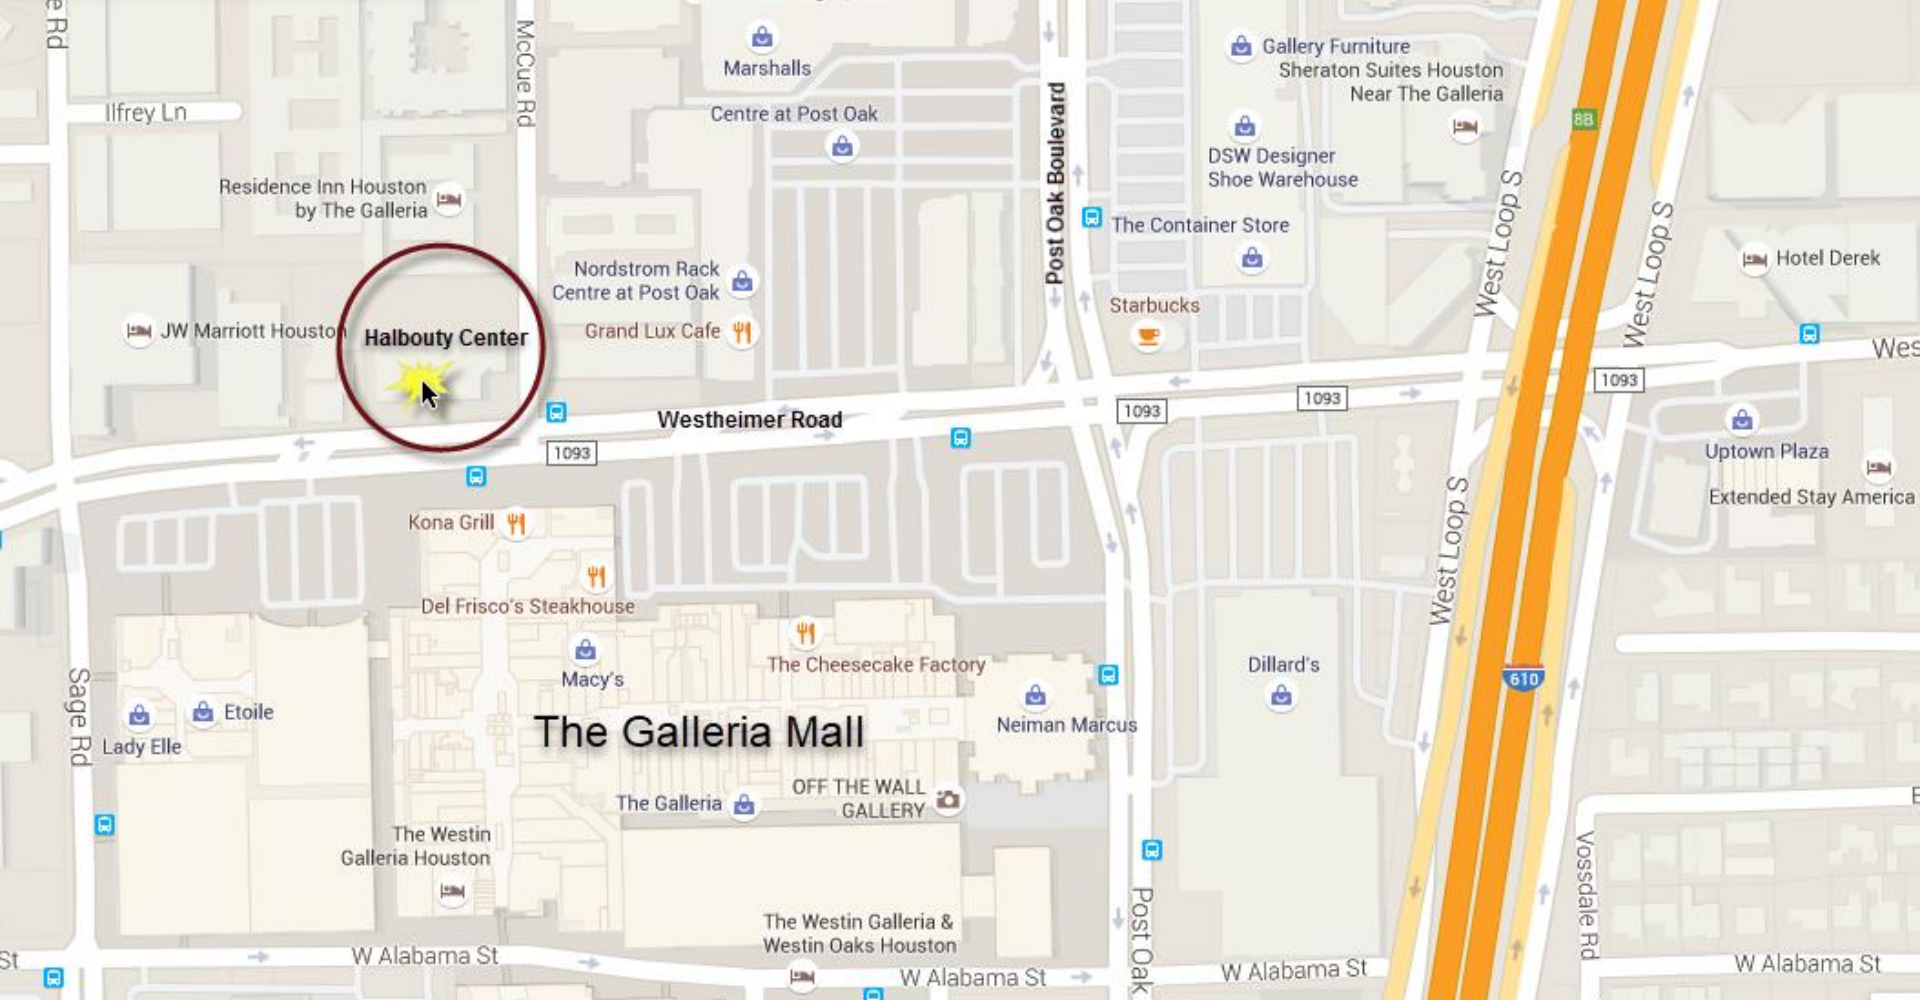 e Rd
McCue Rd
Marshalls
Gallery Furniture
Sheraton Suites Houston
Near The Galleria
8B
Ilfrey Ln
Centre at Post Oak
Post Oak Boulevard
DSW Designer
Shoe Warehouse
Residence Inn Houston
by The Galleria
The Container Store
West Loop S
West Loop S
Hotel Derek
Nordstrom Rack
Centre at Post Oak
Starbucks
JW Marriott Houston
Halbouty Center
Grand Lux Cafe
Wes
1093
1093
1093
Westheimer Road
1093
Uptown Plaza
Extended Stay America
Kona Grill
West Loop S
Del Frisco's Steakhouse
Macy's
The Cheesecake Factory
Dillard's
610
Sage Rd
Etoile
Lady Elle
The Galleria Mall
Neiman Marcus
The Galleria
OFF THE WALL
GALLERY
E
The Westin
Galleria Houston
Vossdale Rd
The Westin Galleria &
Westin Oaks Houston
Post Oak
St
W Alabama St
W Alabama St
W Alabama St
W Alabama St